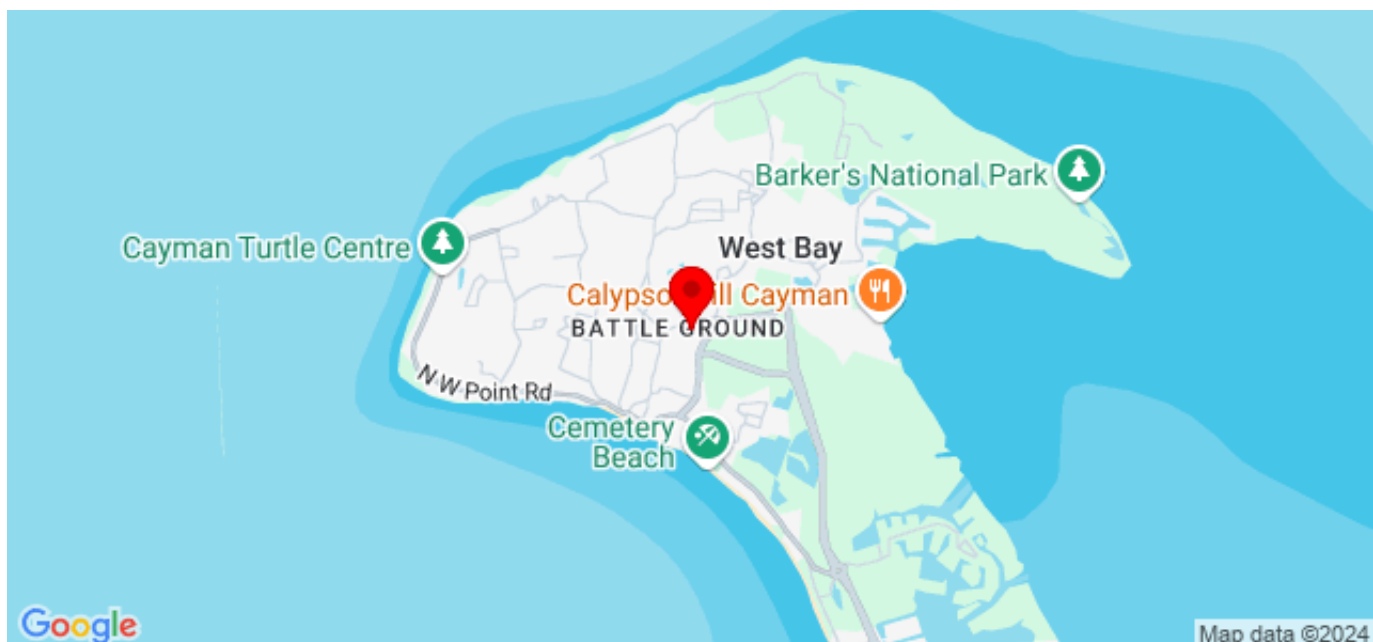 Barker's National Park
Cayman Turtle Centre
West Bay
Calypso ill Cayman
BATTLE GROUND
N W Point Rd
Cemetery
Beach
Google
Map data ©2024